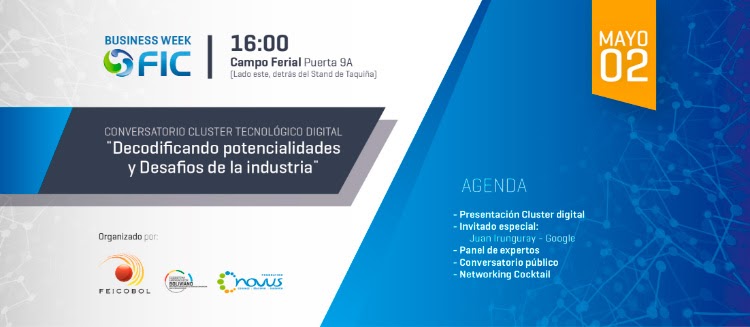 BUSINESS WEEK
FIC
16:00
Campo Ferial Puerta 9A
(Lado este, detrás del Stand de Taquiña)
MAYO
02
CONVERSATORIO CLUSTER TECNOLÓGICO DIGITAL
"Decodificando potencialidades
y Desafios de la industria"
AGENDA
- Presentación Cluster digital
- Invitado especial:
Juan Irunguray - Google
- Panel de expertos
- Conversatorio público
- Networking Cocktail
Organizado por:
FEICOBOL
BOLIVIANO
FUNDACIÓN
novus